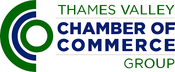 THAMES VALLEY
CHAMBER OF
COMMERCE
GROUP